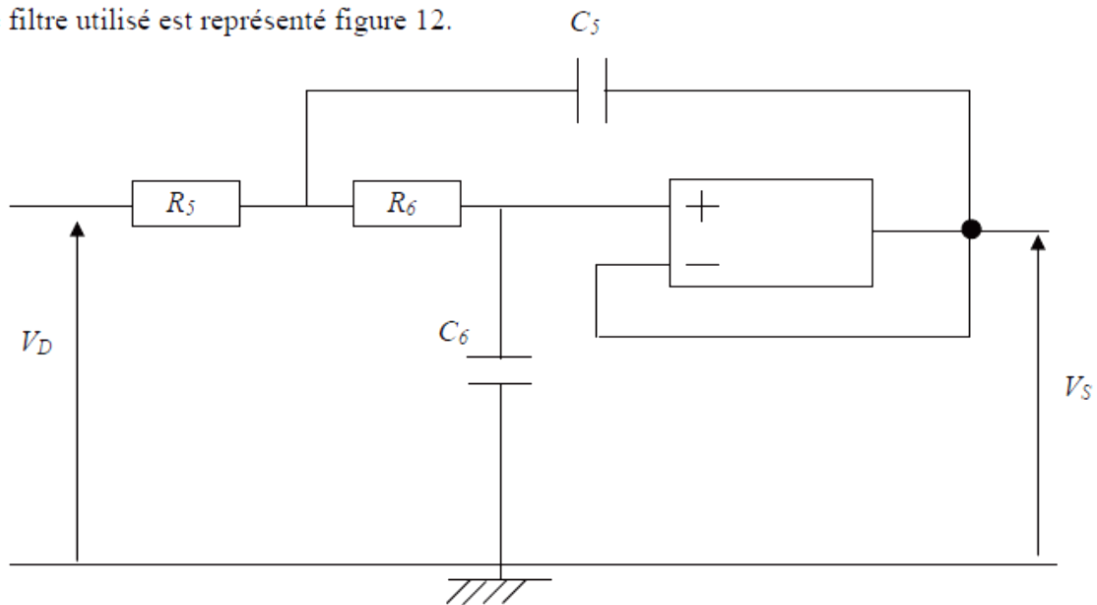 filtre utilisé est représenté figure 12.
C5
R5
R6
+
−
C6
VD
VS